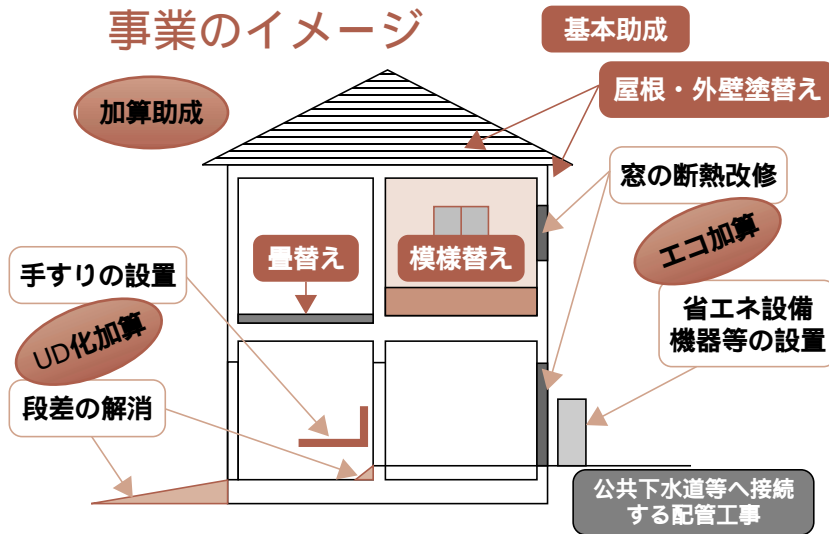 事業のイメージ
基本助成
屋根・外壁塗替え
加算助成
窓の断熱改修
エコ加算
畳替え
模様替え
手すりの設置
UD化加算
省エネ設備
機器等の設置
段差の解消
公共下水道等へ接続
する配管工事